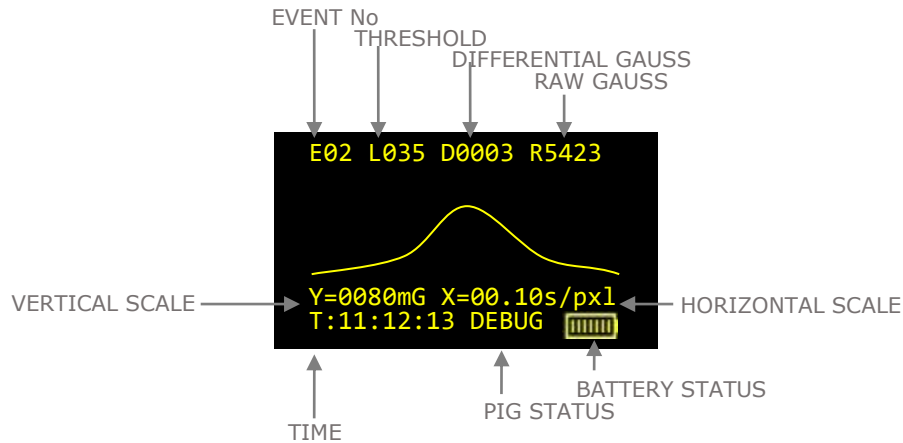 EVENT No
THRESHOLD
DIFFERENTIAL GAUSS
RAW GAUSS
E02 L035 D0003 R5423
VERTICAL SCALE
Y=0080mG X=00.10s/pxl
HORIZONTAL SCALE
T:11:12:13 DEBUG
BATTERY STATUS
PIG STATUS
TIME